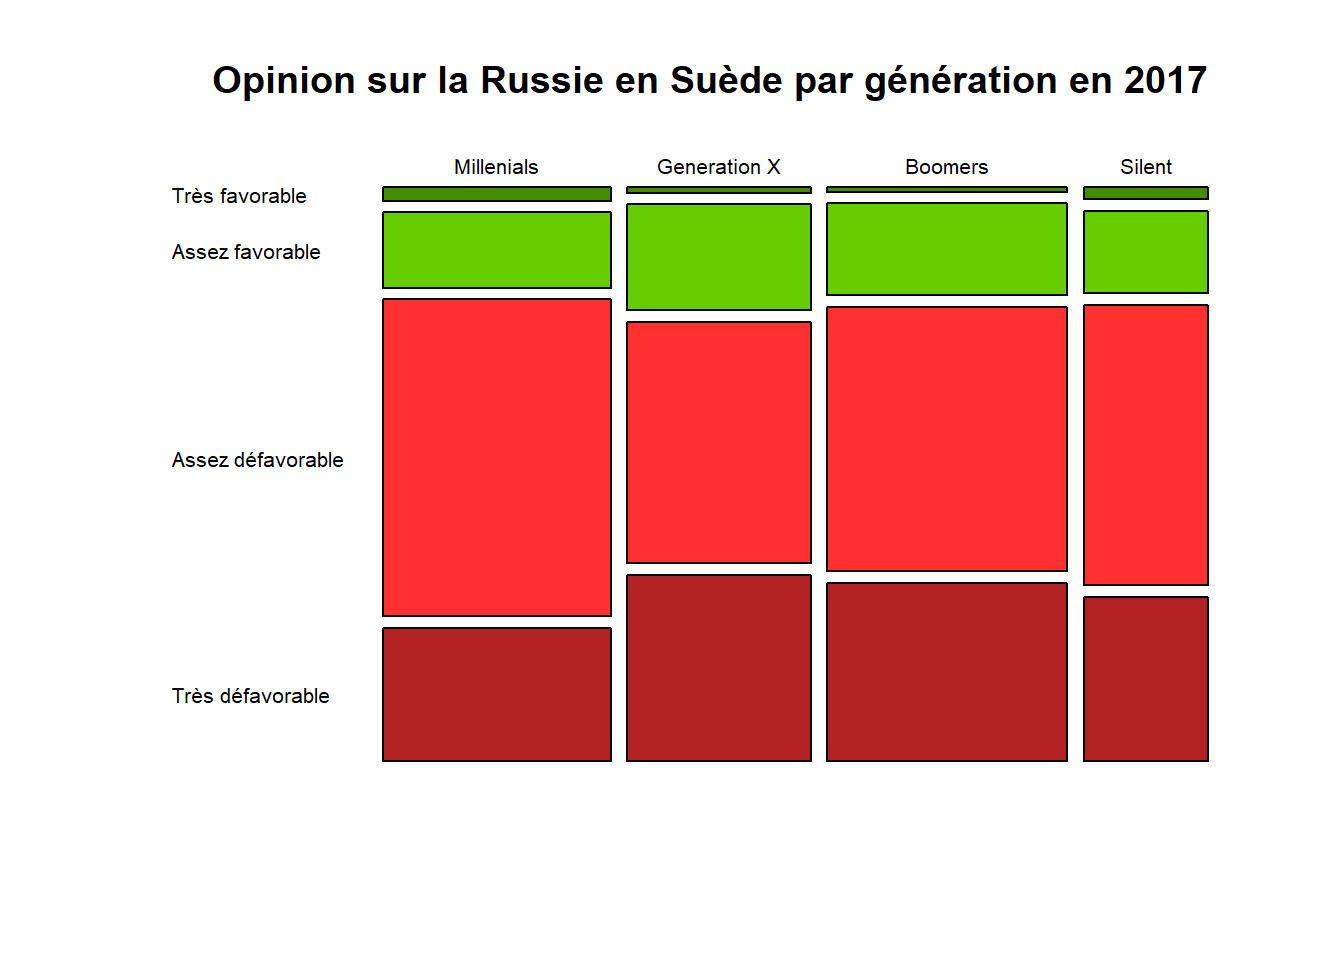 Opinion sur la Russie en Suède par génération en 2017
Millenials Generation X Boomers Silent
Très favorable
Assez favorable
Assez défavorable
Très défavorable